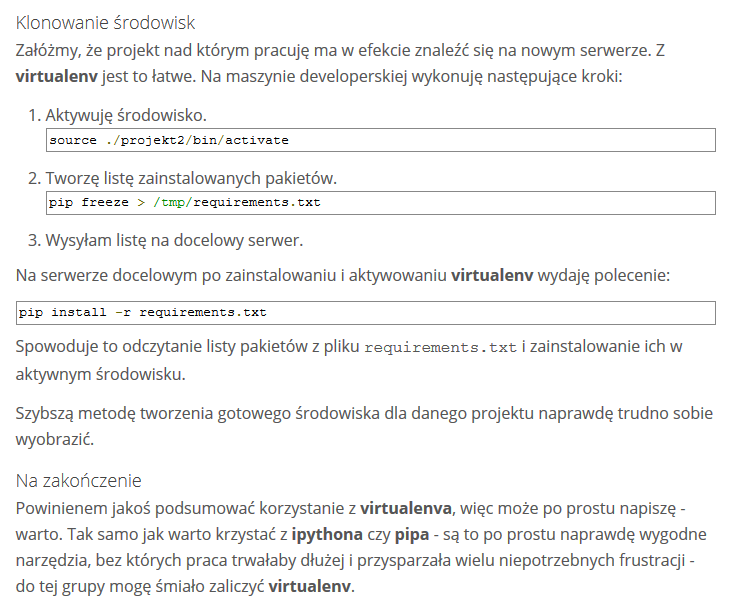 Klonowanie środowisk
Załóżmy, że projekt nad którym pracuję ma w efekcie znaleźć się na nowym serwerze. Z
virtualenv jest to łatwe. Na maszynie developerskiej wykonuję następujące kroki:
1. Aktywuję środowisko.
source ./projekt2/bin/activate
2. Tworzę listę zainstalowanych pakietów.
pip freeze > /tmp/requirements.txt
3. Wysyłam listę na docelowy serwer.
Na serwerze docelowym po zainstalowaniu i aktywowaniu virtualenv wydaję polecenie:
pip install -r requirements.txt
Spowoduje to odczytanie listy pakietów z pliku requirements.txt i zainstalowanie ich w
aktywnym środowisku.
Szybszą metodę tworzenia gotowego środowiska dla danego projektu naprawdę trudno sobie
wyobrazić.
Na zakończenie
Powinienem jakoś podsumować korzystanie z virtualenva, więc może po prostu napiszę -
warto. Tak samo jak warto krzystać z ipythona czy pipa - są to po prostu naprawdę wygodne
narzędzia, bez których praca trwałaby dłużej i przysparzała wielu niepotrzebnych frustracji -
do tej grupy mogę śmiało zaliczyć virtualenv.